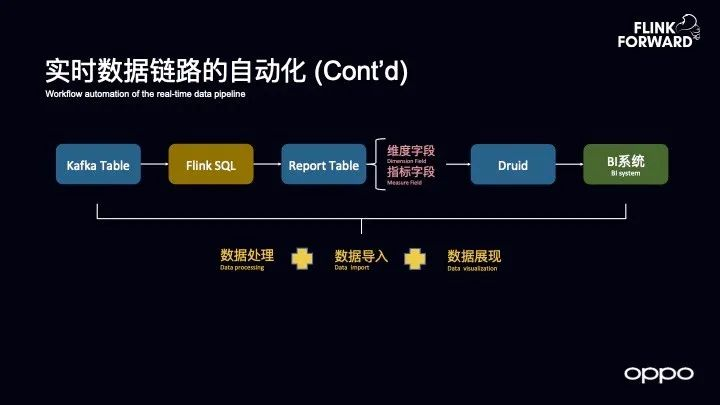 FLINK
FORWARD
实时数据链路的自动化 (Cont’d)
Workflow automation of the real-time data pipeline
Kafka Table
Flink SQL
Report Table
维度字段
Dimension Field
指标字段
Measure Field
Druid
BI系统
BI system
数据处理
Data processing
数据导入
Data import
数据展现
Data visualization
oppo